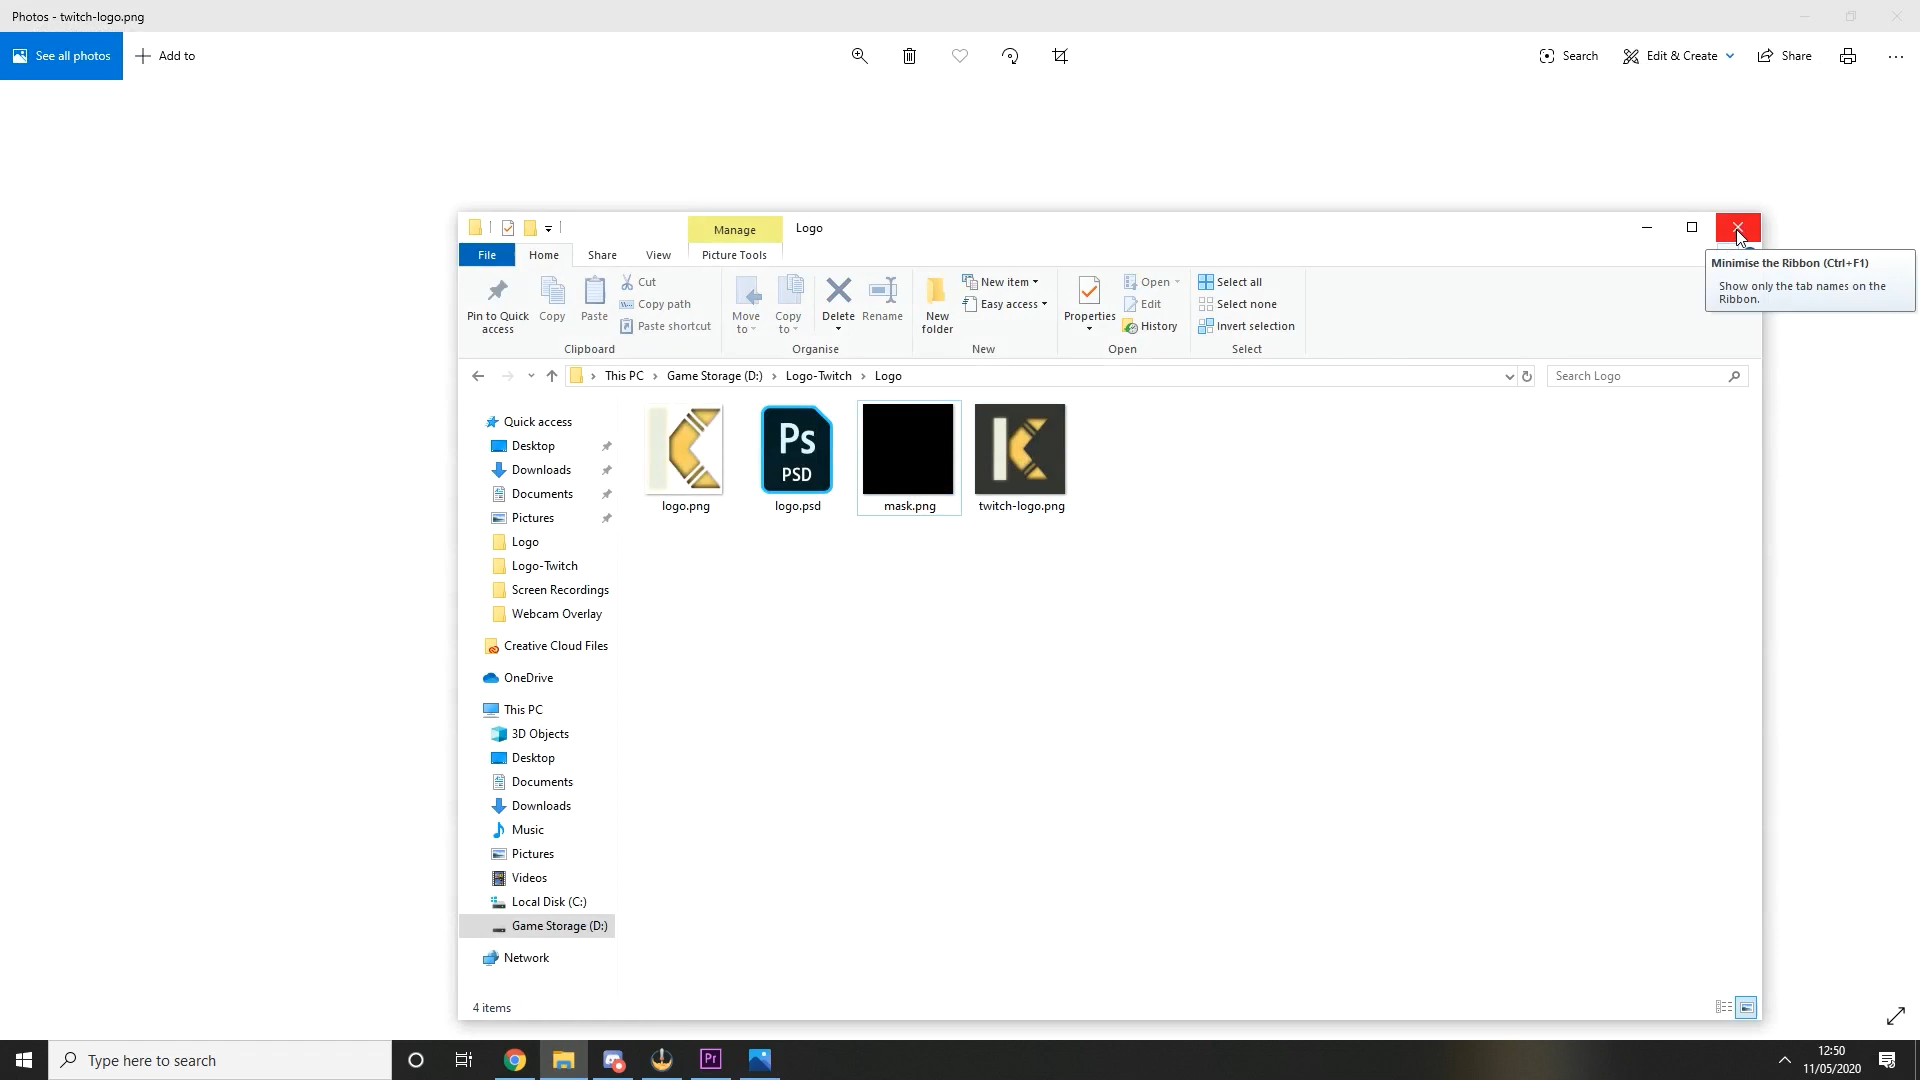 Photos - twitch-logo.png
See all photos
Add to
Search
Edit & Create
Share
Manage
Logo
File
Home
Share
View
Picture Tools
Minimise the Ribbon (Ctrl+F1)
Show only the tab names on the
Ribbon.
Pin to Quick
access
Copy
Paste
Cut
Copy path
Paste shortcut
Clipboard
Move
to
Copy
to
Delete
Rename
Organise
New
folder
New item
Easy access
New
Properties
Open
Edit
History
Open
Select all
Select none
Invert selection
Select
This PC
Game Storage (D:)
Logo-Twitch
Logo
Search Logo
Quick access
Desktop
Downloads
Documents
Pictures
Logo
Logo-Twitch
Screen Recordings
Webcam Overlay
Creative Cloud Files
OneDrive
This PC
3D Objects
Desktop
Documents
Downloads
Music
Pictures
Videos
Local Disk (C:)
Game Storage (D:)
Network
K
Ps
PSD
K
logo.png
logo.psd
mask.png
twitch-logo.png
4 items
Type here to search
Pr
12:50
11/05/2020